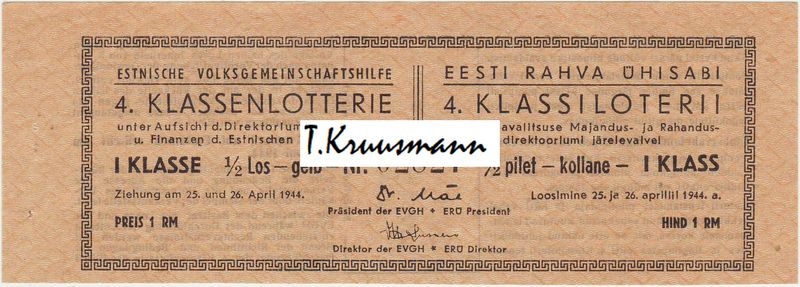 ESTNISCHE VOLKSGEMEINSCHAFTSHILFE
4. KLASSENLOTTERIE
unter Aufsicht d. Direktorium
u. Finanzen d. Estnischen
I KLASSE ½ Los – gelb – Nr.
Ziehung am 25. und 26. April 1944.
PREIS 1 RM
EESTI RAHVA ÜHISABI
4. KLASSILOTERII
Majandus- ja Rahandus-
direktooriumi järelevalvel
½ pilet – kollane – I KLASS
Loosimine 25. ja 26. aprillil 1944. a.
HIND 1 RM
T.Kruusmann
Dr. Mäe
Präsident der EVGH + ERÜ President
Direktor der EVGH * ERÜ Direktor